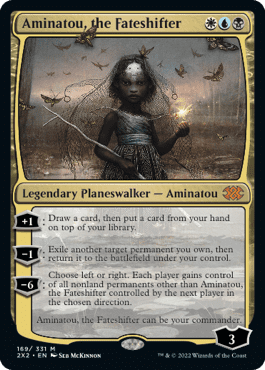 Aminatou, the Fateshifter
Legendary Planeswalker — Aminatou
+1
: Draw a card, then put a card from your hand
on top of your library.
-1
: Exile another target permanent you own, then
return it to the battlefield under your control.
-6
: Choose left or right. Each player gains control
of all nonland permanents other than Aminatou,
the Fateshifter controlled by the next player in
the chosen direction.
Aminatou, the Fateshifter can be your commander.
3
169/331 M
2X2 • EN Seb McKinnon
™ & © 2022 Wizards of the Coast